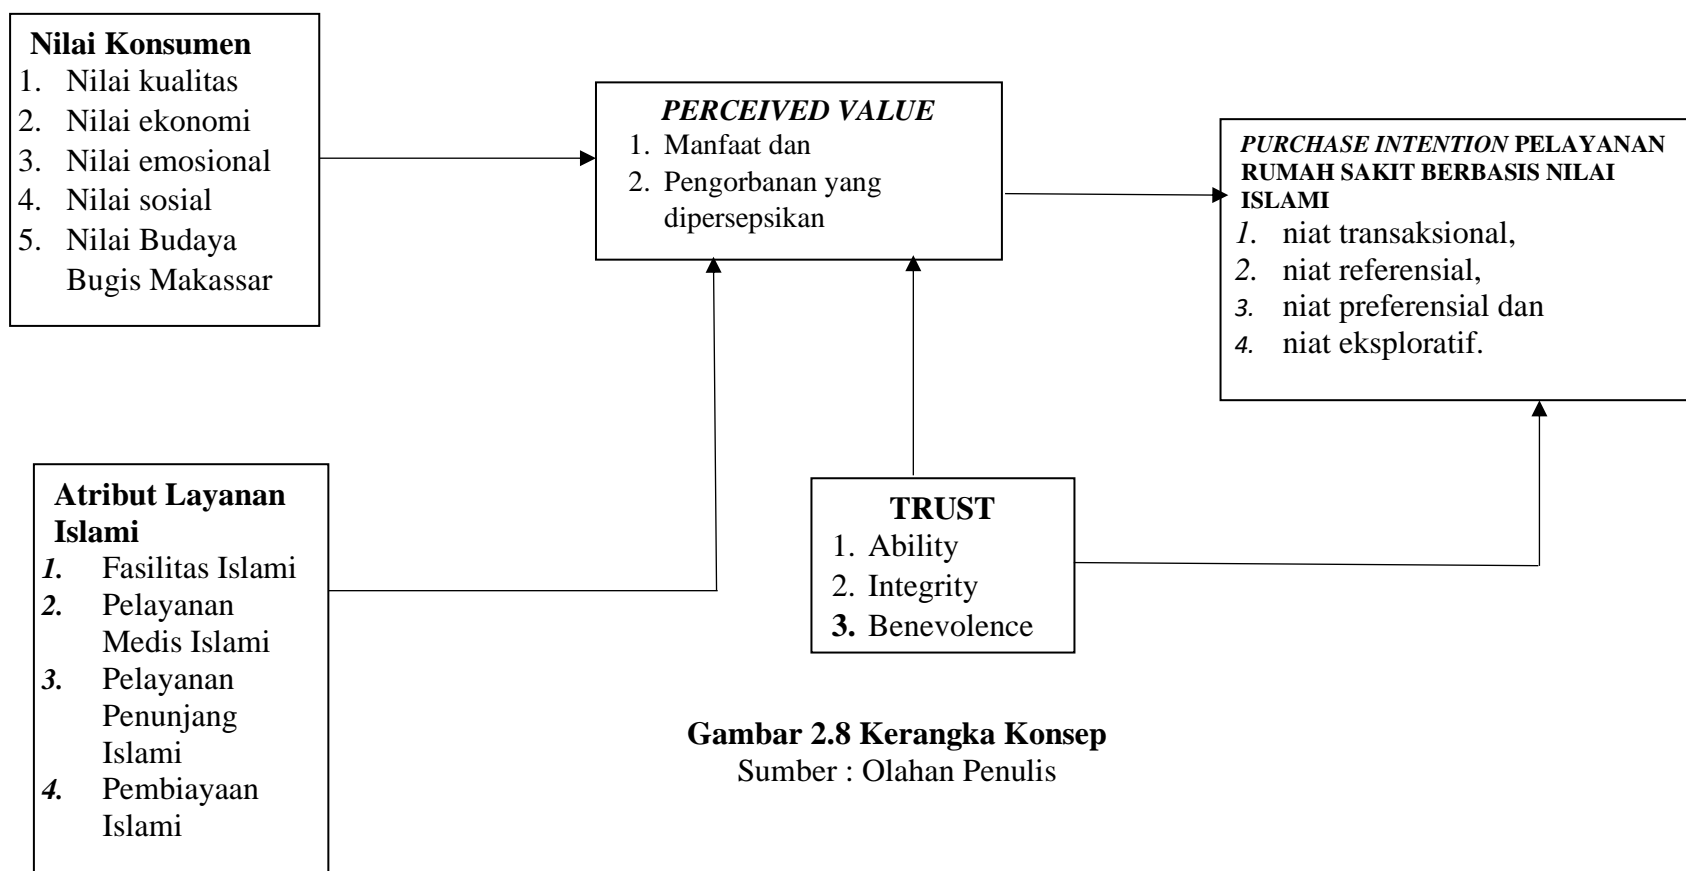 Nilai Konsumen
1. Nilai kualitas
2. Nilai ekonomi
3. Nilai emosional
4. Nilai sosial
5. Nilai Budaya
Bugis Makassar
PERCEIVED VALUE
1. Manfaat dan
2. Pengorbanan yang
dipersepsikan
PURCHASE INTENTION PELAYANAN
RUMAH SAKIT BERBASIS NILAI
ISLAMI
1. niat transaksional,
2. niat referensial,
3. niat preferensial dan
4. niat eksploratif.
Atribut Layanan
Islami
1. Fasilitas Islami
2. Pelayanan
Medis Islami
3. Pelayanan
Penunjang
Islami
4. Pembiayaan
Islami
TRUST
1. Ability
2. Integrity
3. Benevolence
Gambar 2.8 Kerangka Konsep
Sumber : Olahan Penulis